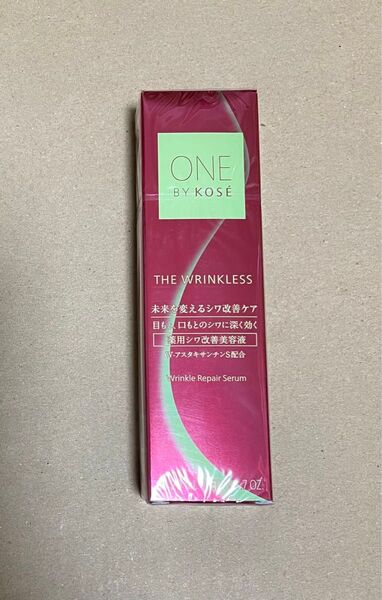 ONE
BY KOSÉ
THE WRINKLESS
未来を変えるシワ改善ケア
目もと、口もとのシワに深く効く
薬用シワ改善美容液
W-アスタキサンチンS配合
Wrinkle Repair Serum
OZ.